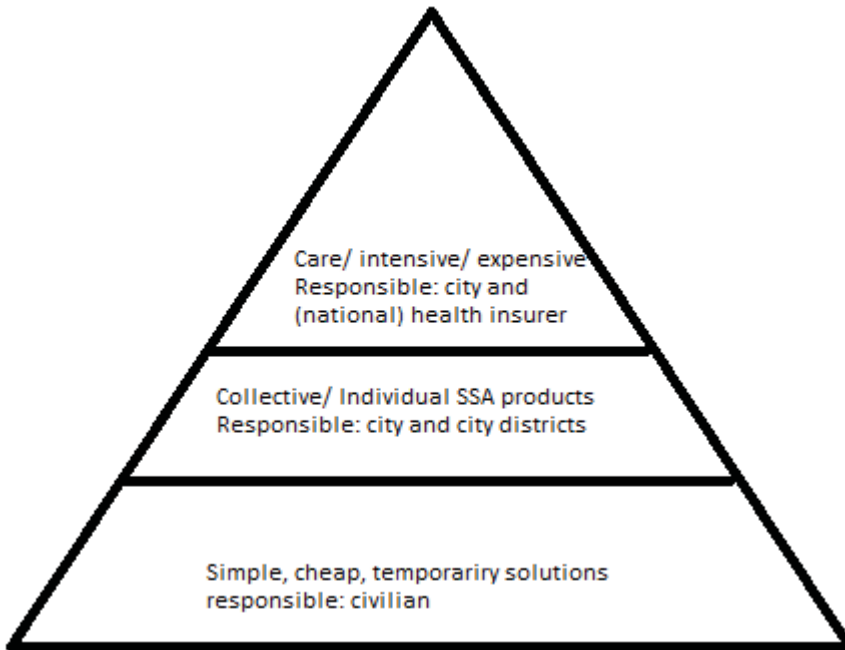 Care/ intensive/ expensive
Responsible: city and
(national) health insurer
Collective/ Individual SSA products
Responsible: city and city districts
Simple, cheap, temporariry solutions
responsible: civilian